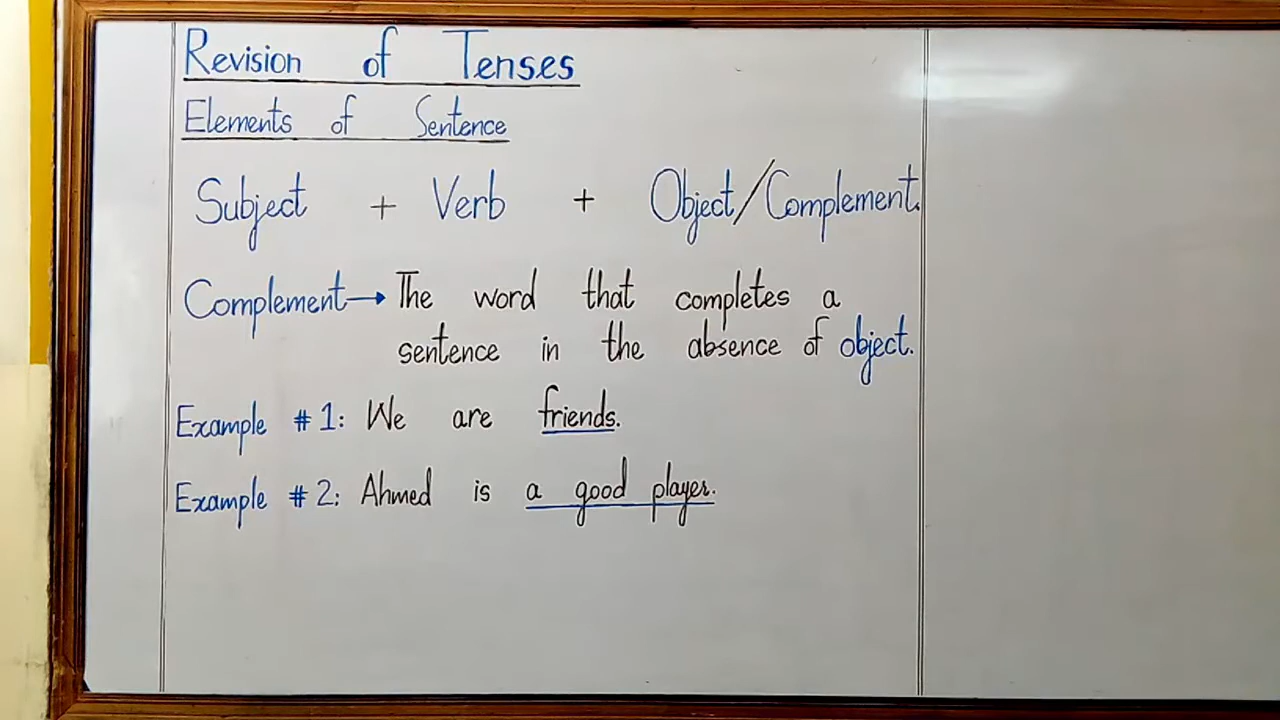 Revision of Tenses
Elements of Sentence
Subject + Verb + Object/Complement.
Complement→ The word that completes a
sentence in the absence of object.
Example # 1: We are friends.
Example # 2: Ahmed is a good player.